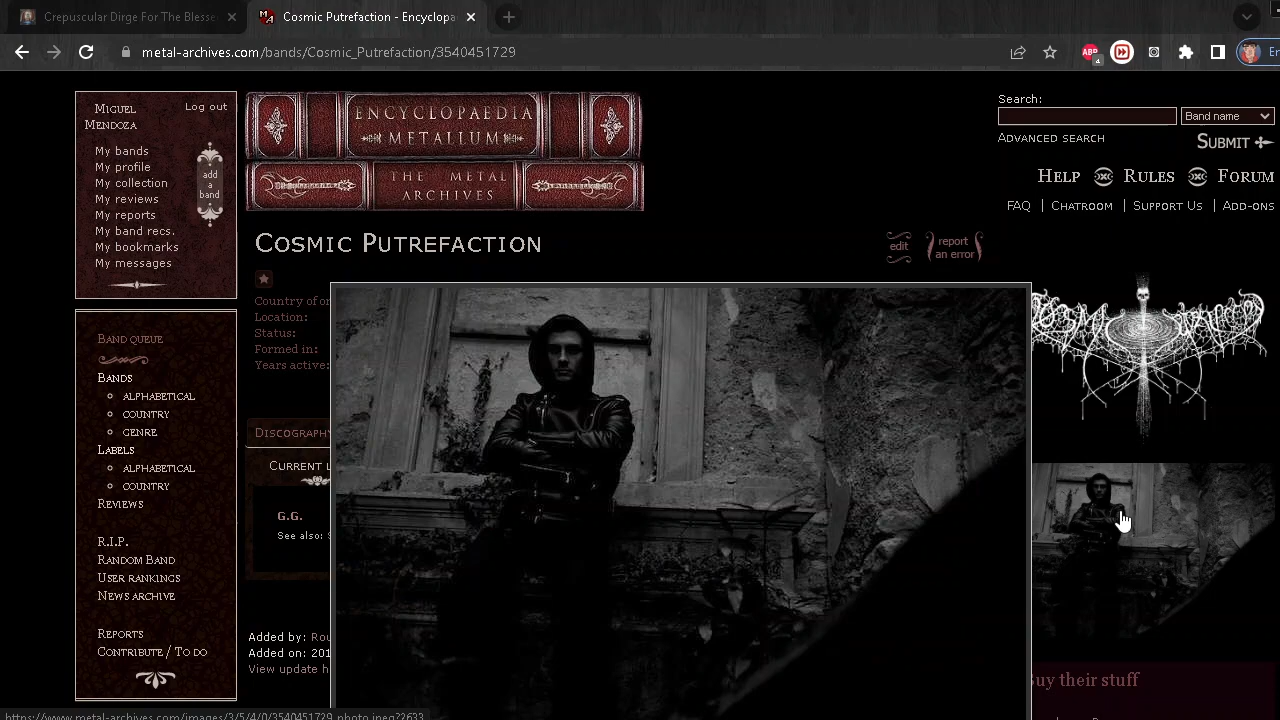 Crepuscular Dirge For The Blesse
Cosmic Putrefaction - Encyclopa
metal-archives.com/bands/Cosmic_Putrefaction/3540451729
ABP
4
En
Miguel Mendoza
Log out
My bands
My profile
My collection
My reviews
My reports
My band recs.
My bookmarks
My messages
add
a
band
ENCYCLOPAEDIA
METALLUM
THE METAL
ARCHIVES
Search:
Band name
Advanced search
Submit
Help
Rules
Forum
FAQ | Chatroom | Support Us | Add-ons
Cosmic Putrefaction
edit
report
an error
Country of or
Location:
Status:
Formed in:
Years active:
Discography
Current l
G.G.
See also: S
Added by: Rou
Added on: 201
View update h
Band queue
Bands
alphabetical
country
genre
Labels
alphabetical
country
Reviews
R.I.P.
Random Band
User rankings
News archive
Reports
Contribute / To do
Buy their stuff
https://www.metal-archives.com/images/3/5/4/0/3540451729_photo.jpeg?2633